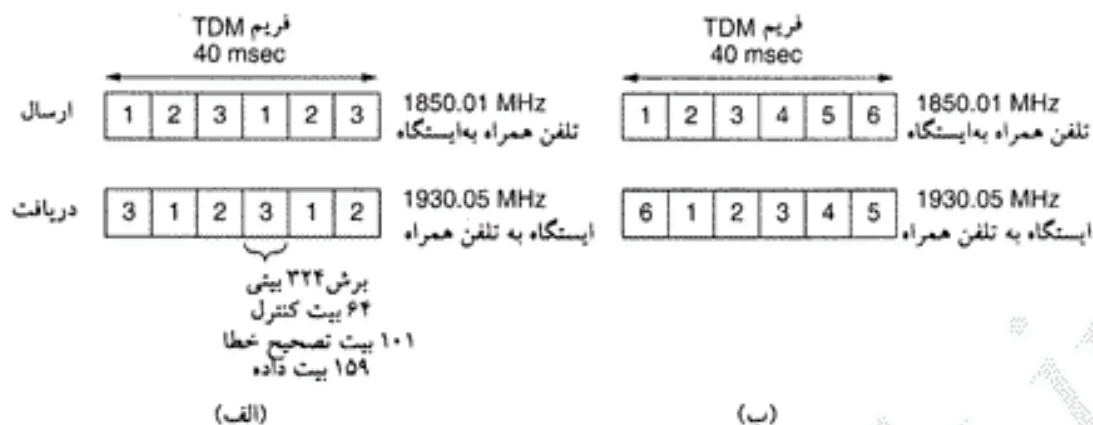 فریم TDM
40 msec
ارسال
1 2 3 1 2 3
1850.01 MHz
تلفن همراه به‌ایستگاه
دریافت
3 1 2 3 1 2
1930.05 MHz
ایستگاه به تلفن همراه
برش ۳۲۴ بیتی
۶۴ بیت کنترل
۱۰۱ بیت تصحیح خطا
۱۵۹ بیت داده
(الف)
فریم TDM
40 msec
1 2 3 4 5 6
1850.01 MHz
تلفن همراه به‌ایستگاه
6 1 2 3 4 5
1930.05 MHz
ایستگاه به تلفن همراه
(ب)